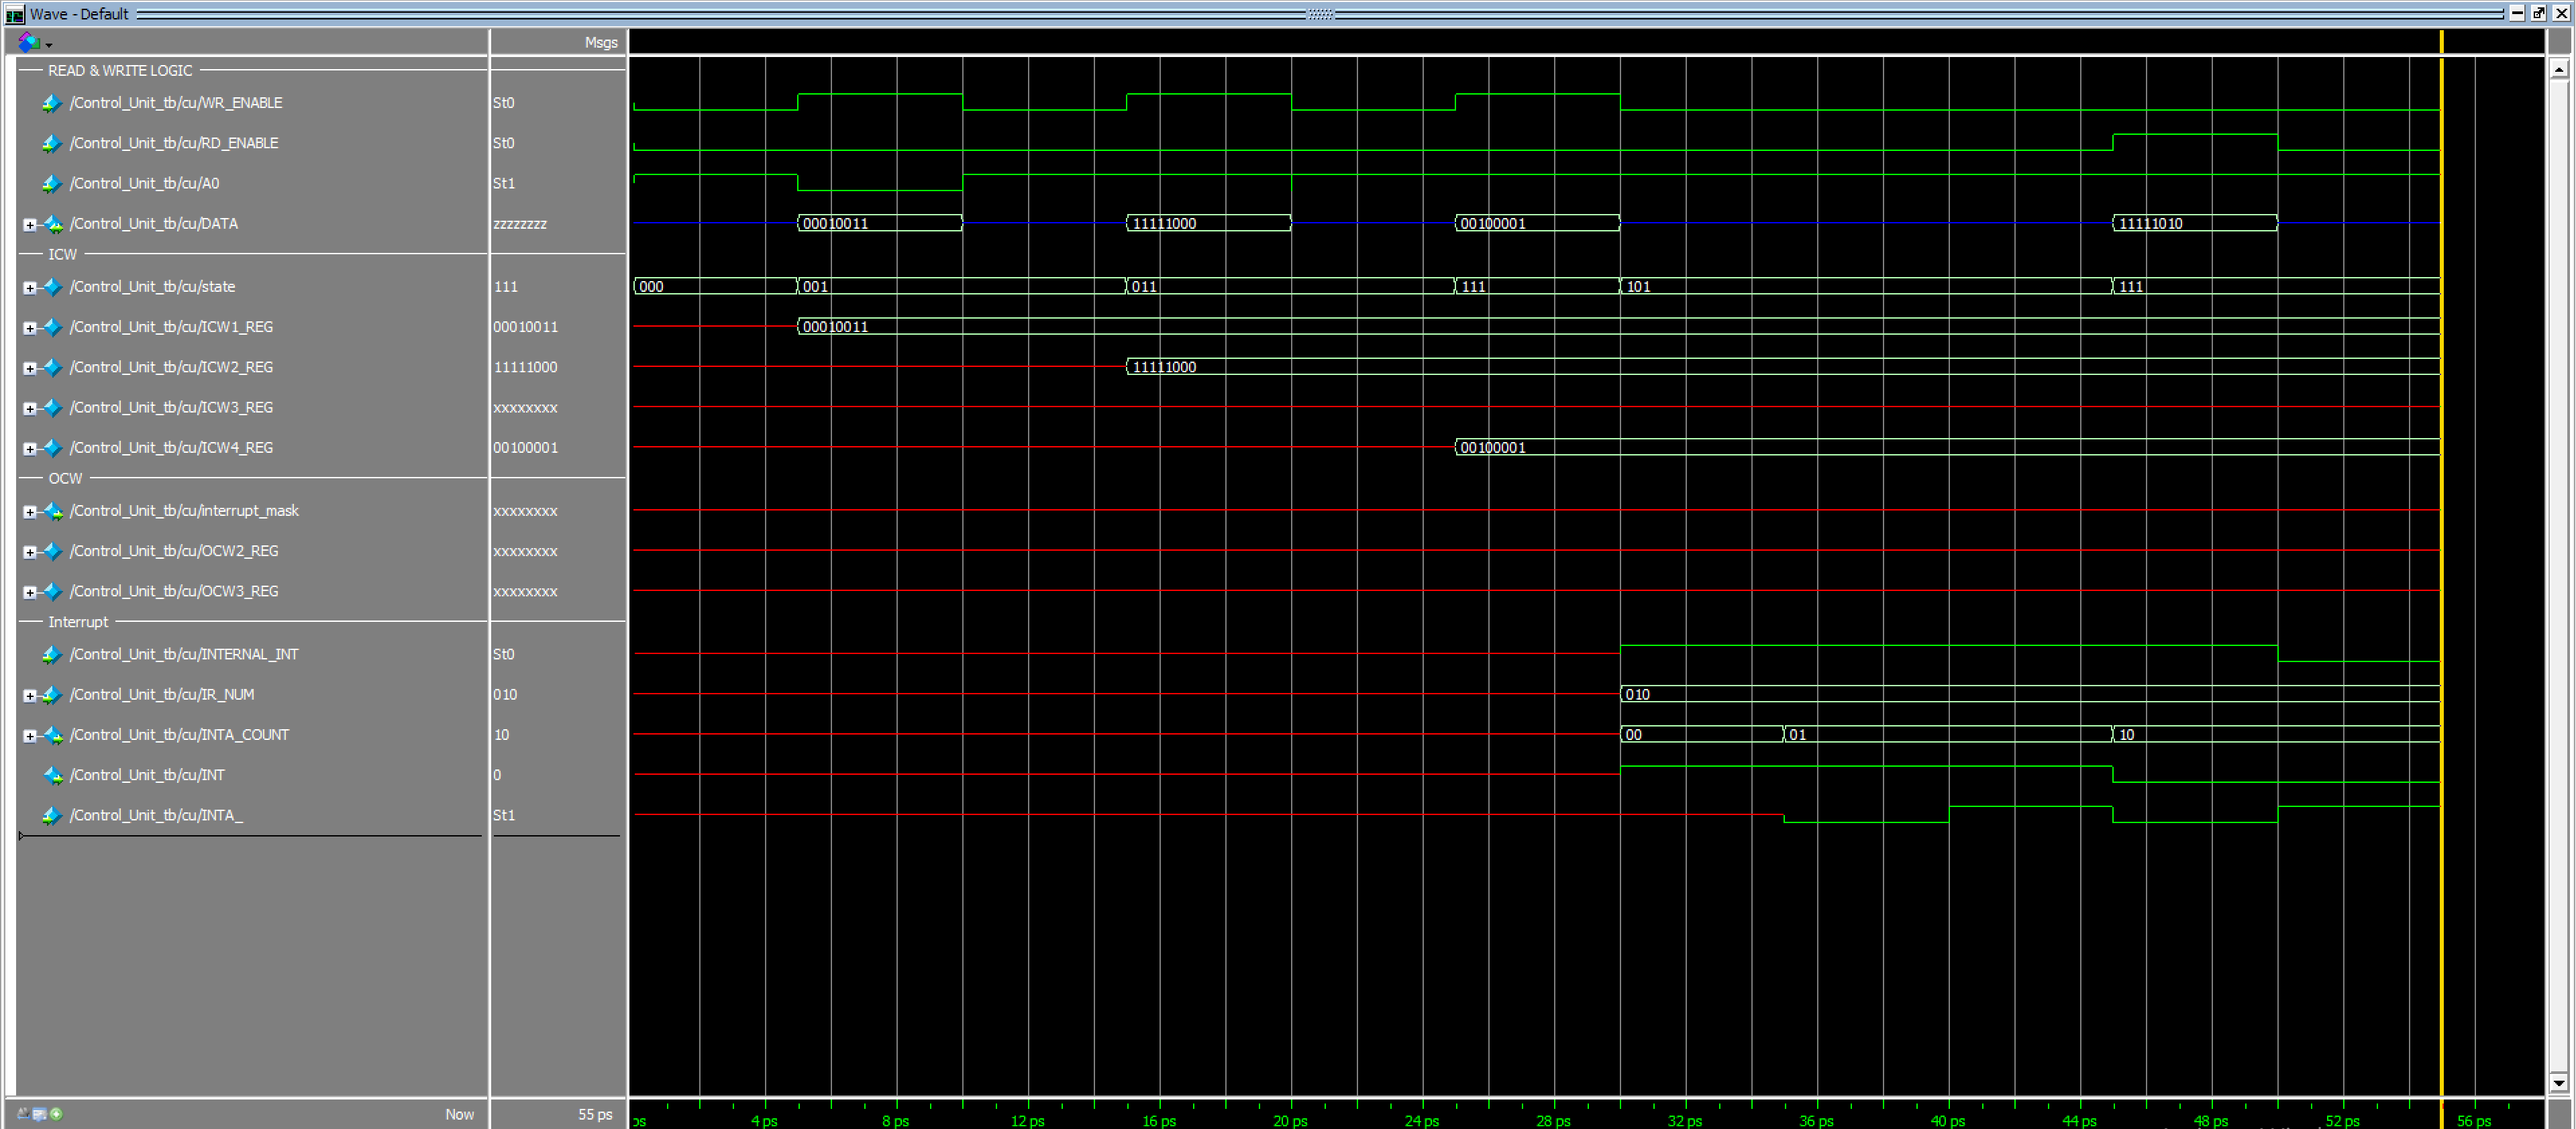 Wave - Default
Msgs
READ & WRITE LOGIC
/Control_Unit_tb/cu/WR_ENABLE St0
/Control_Unit_tb/cu/RD_ENABLE St0
/Control_Unit_tb/cu/A0 St1
/Control_Unit_tb/cu/DATA zzzzzzzz 00010011 11111000 00100001 11111010
ICW
/Control_Unit_tb/cu/state 111 000 001 011 111 101 111
/Control_Unit_tb/cu/ICW1_REG 00010011 00010011
/Control_Unit_tb/cu/ICW2_REG 11111000 11111000
/Control_Unit_tb/cu/ICW3_REG xxxxxxxx
/Control_Unit_tb/cu/ICW4_REG 00100001 00100001
OCW
/Control_Unit_tb/cu/interrupt_mask xxxxxxxx
/Control_Unit_tb/cu/OCW2_REG xxxxxxxx
/Control_Unit_tb/cu/OCW3_REG xxxxxxxx
Interrupt
/Control_Unit_tb/cu/INTERNAL_INT St0
/Control_Unit_tb/cu/IR_NUM 010 010
/Control_Unit_tb/cu/INTA_COUNT 10 00 01 10
/Control_Unit_tb/cu/INT 0
/Control_Unit_tb/cu/INTA_ St1
Now 55 ps ps 4 ps 8 ps 12 ps 16 ps 20 ps 24 ps 28 ps 32 ps 36 ps 40 ps 44 ps 48 ps 52 ps 56 ps